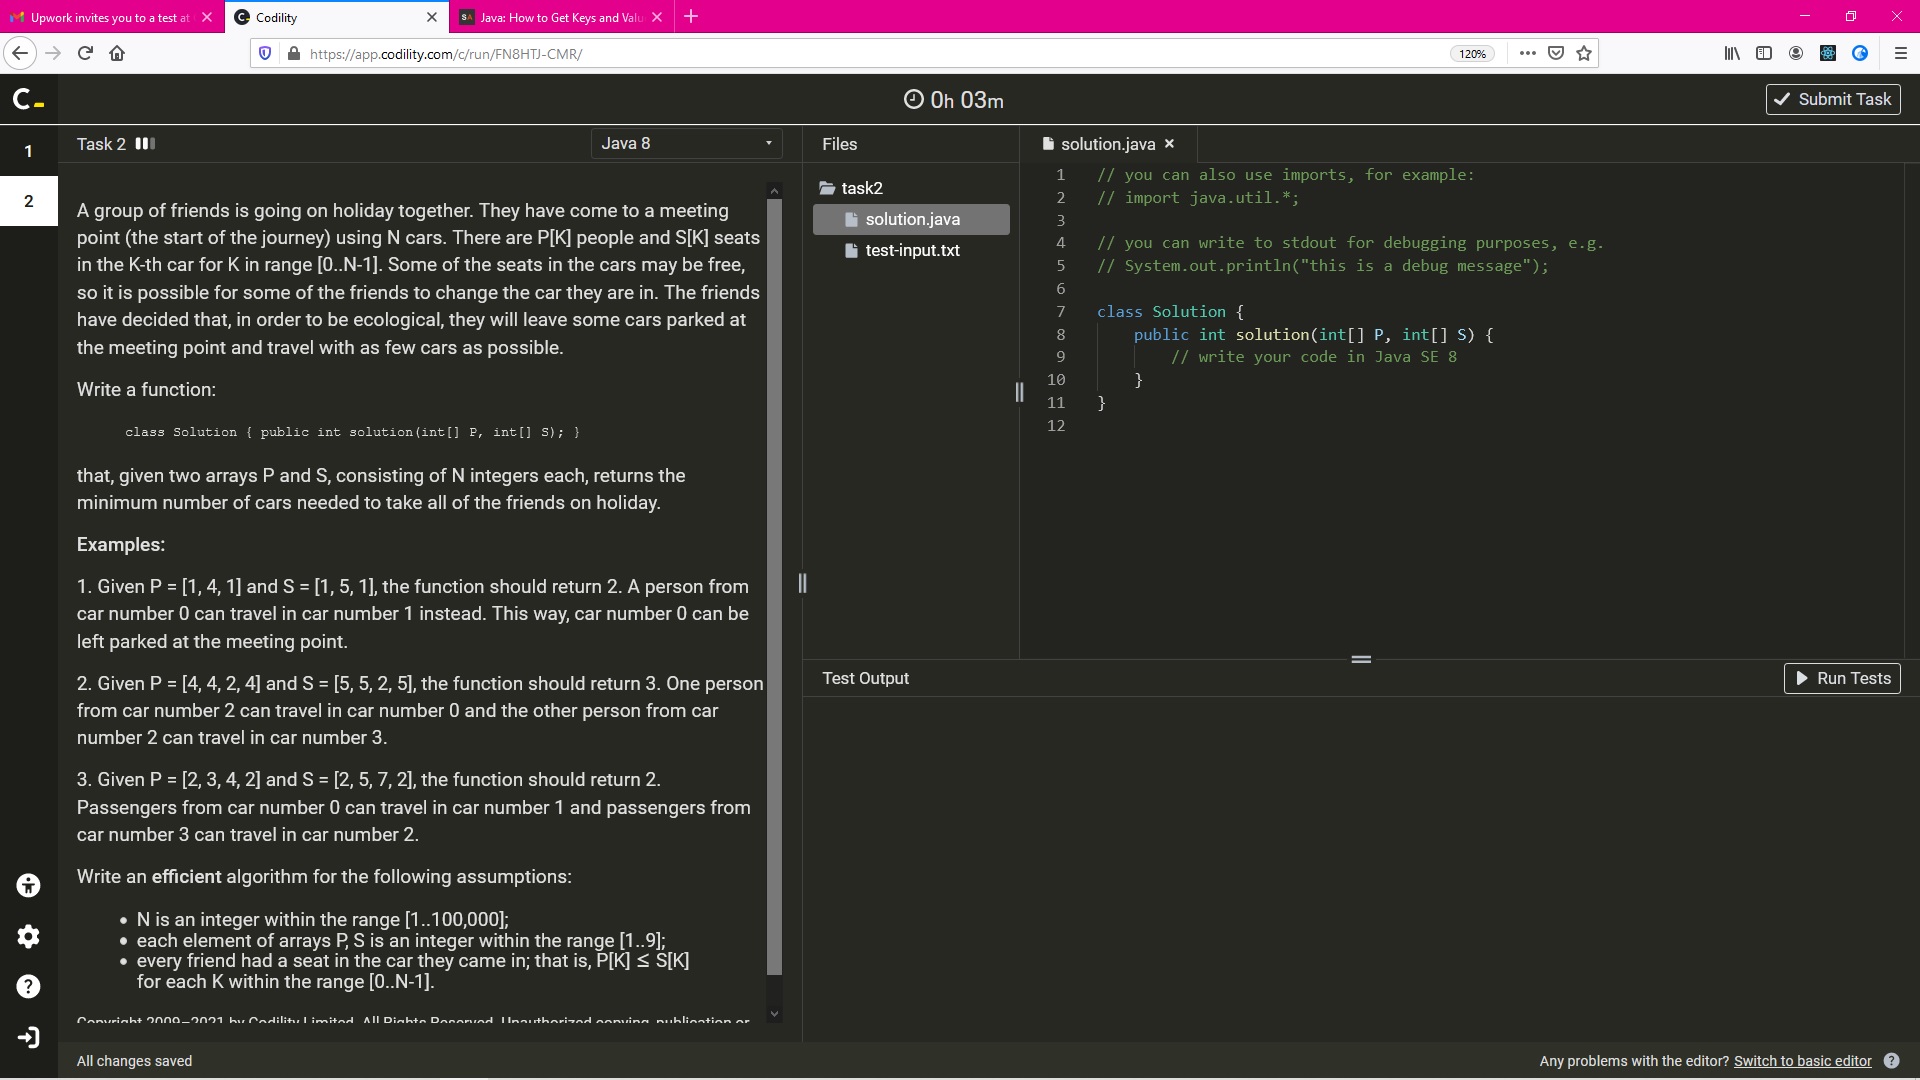 Upwork invites you to a test at
Codility
Java: How to Get Keys and Valu
https://app.codility.com/c/run/FN8HTJ-CMR/
120%
C_
0h 03m
Submit Task
1
2
Task 2
Java 8
A group of friends is going on holiday together. They have come to a meeting
point (the start of the journey) using N cars. There are P[K] people and S[K] seats
in the K-th car for K in range [0..N-1]. Some of the seats in the cars may be free,
so it is possible for some of the friends to change the car they are in. The friends
have decided that, in order to be ecological, they will leave some cars parked at
the meeting point and travel with as few cars as possible.
Write a function:
class Solution { public int solution(int[] P, int[] S); }
that, given two arrays P and S, consisting of N integers each, returns the
minimum number of cars needed to take all of the friends on holiday.
Examples:
1. Given P = [1, 4, 1] and S = [1, 5, 1], the function should return 2. A person from
car number 0 can travel in car number 1 instead. This way, car number 0 can be
left parked at the meeting point.
2. Given P = [4, 4, 2, 4] and S = [5, 5, 2, 5], the function should return 3. One person
from car number 2 can travel in car number 0 and the other person from car
number 2 can travel in car number 3.
3. Given P = [2, 3, 4, 2] and S = [2, 5, 7, 2], the function should return 2.
Passengers from car number 0 can travel in car number 1 and passengers from
car number 3 can travel in car number 2.
Write an efficient algorithm for the following assumptions:
• N is an integer within the range [1..100,000];
• each element of arrays P, S is an integer within the range [1..9];
• every friend had a seat in the car they came in; that is, P[K] ≤ S[K]
for each K within the range [0..N-1].
Copyright 2009–2021 by Codility Limited. All Rights Reserved. Unauthorized copying, publication or
All changes saved
Files
task2
solution.java
test-input.txt
solution.java
1 // you can also use imports, for example:
2 // import java.util.*;
3
4 // you can write to stdout for debugging purposes, e.g.
5 // System.out.println("this is a debug message");
6
7 class Solution {
8 public int solution(int[] P, int[] S) {
9 // write your code in Java SE 8
10 }
11 }
12
Test Output
Run Tests
Any problems with the editor? Switch to basic editor ?